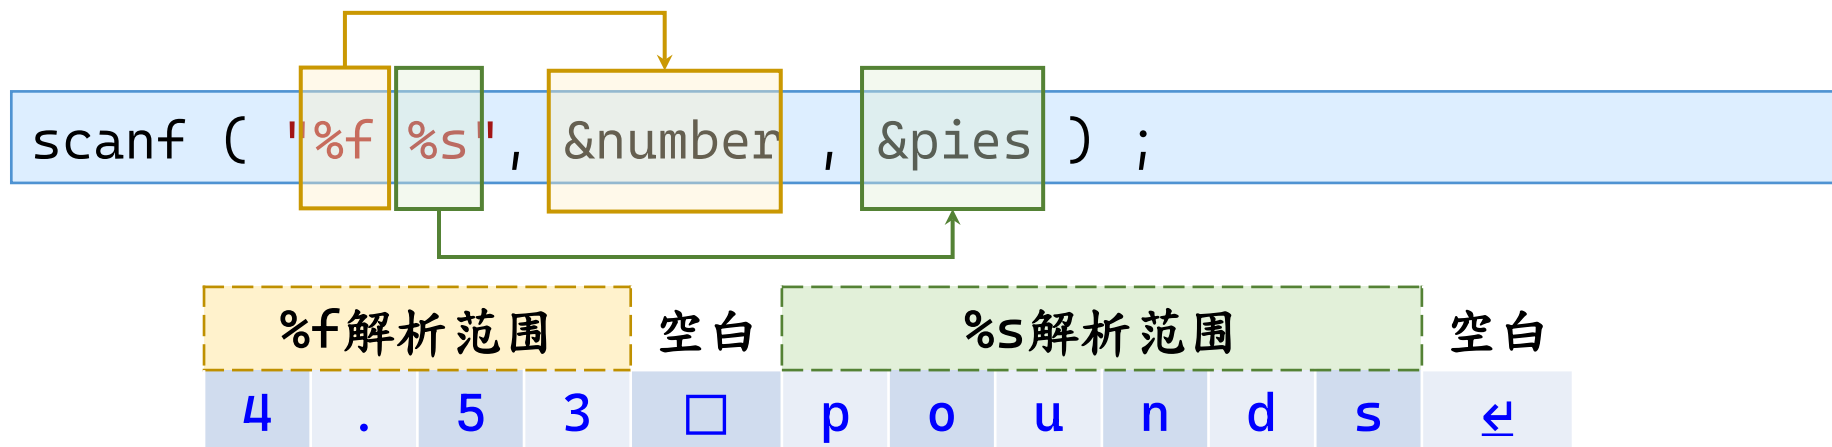 scanf ( "%f %s", &number , &pies ) ;
%f解析范围 空白 %s解析范围 空白
4 . 5 3 □ p o u n d s ↵